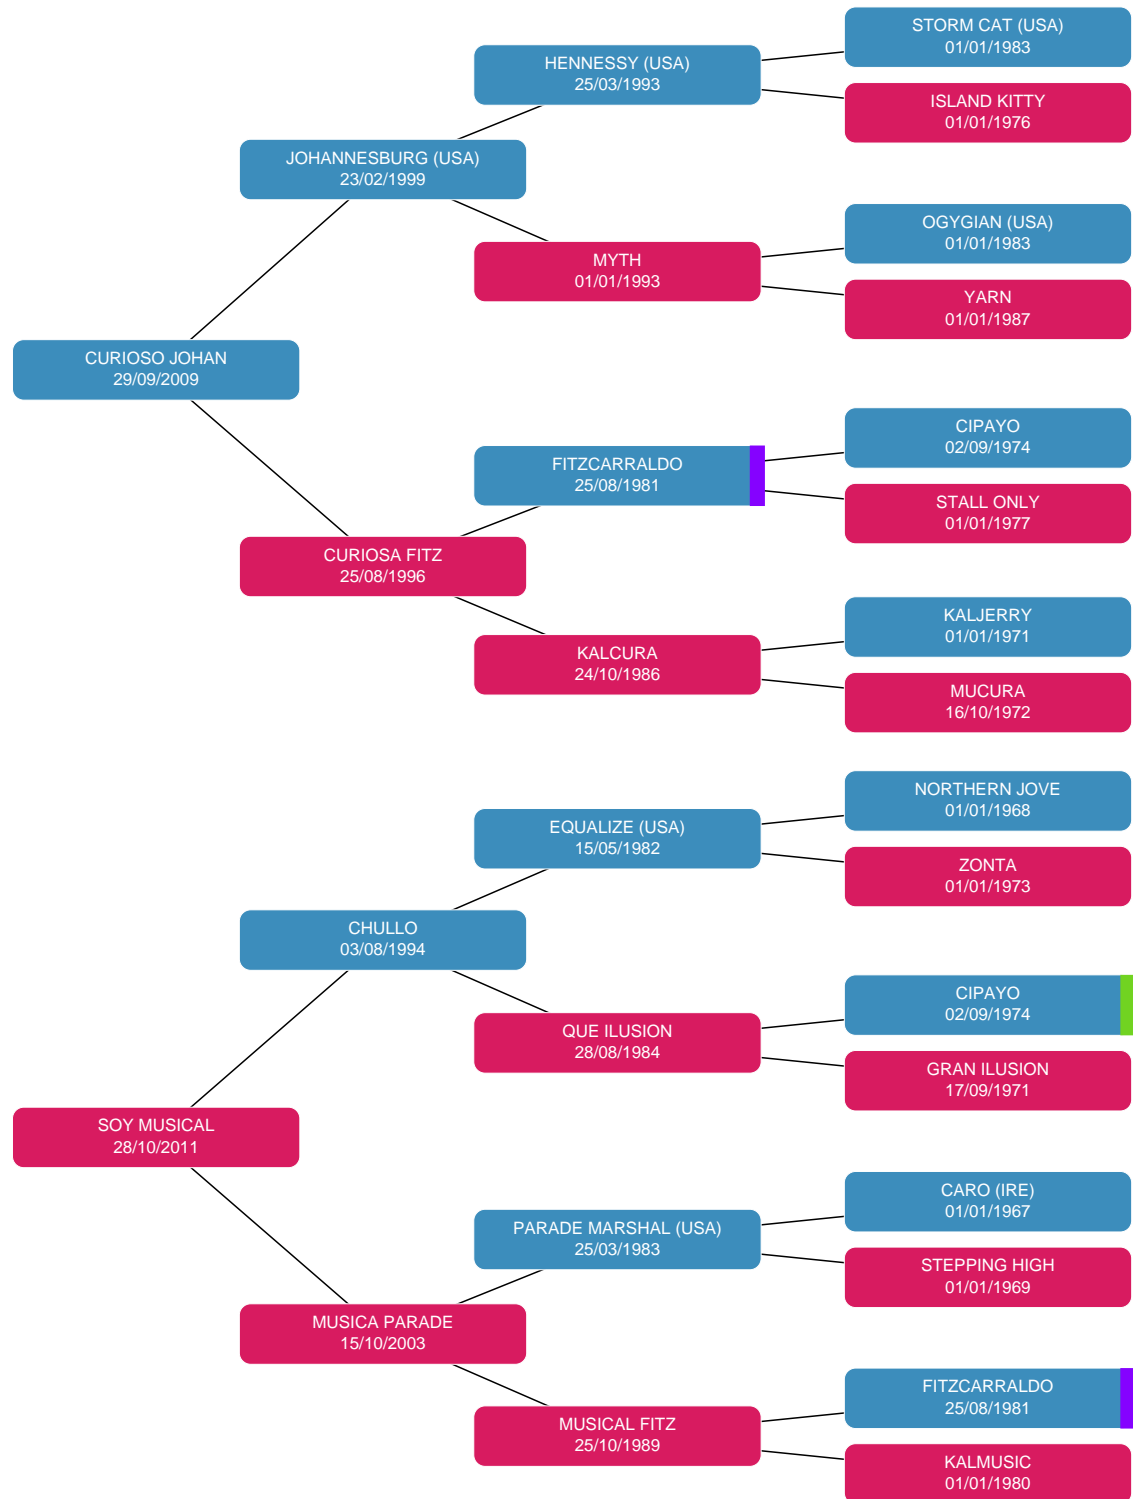 STORM CAT (USA)
01/01/1983
HENNESSY (USA)
25/03/1993
ISLAND KITTY
01/01/1976
JOHANNESBURG (USA)
23/02/1999
OGYGIAN (USA)
01/01/1983
MYTH
01/01/1993
YARN
01/01/1987
CURIOSO JOHAN
29/09/2009
CIPAYO
02/09/1974
FITZCARRALDO
25/08/1981
STALL ONLY
01/01/1977
CURIOSA FITZ
25/08/1996
KALJERRY
01/01/1971
KALCURA
24/10/1986
MUCURA
16/10/1972
NORTHERN JOVE
01/01/1968
EQUALIZE (USA)
15/05/1982
ZONTA
01/01/1973
CHULLO
03/08/1994
CIPAYO
02/09/1974
QUE ILUSION
28/08/1984
GRAN ILUSION
17/09/1971
SOY MUSICAL
28/10/2011
CARO (IRE)
01/01/1967
PARADE MARSHAL (USA)
25/03/1983
STEPPING HIGH
01/01/1969
MUSICA PARADE
15/10/2003
FITZCARRALDO
25/08/1981
MUSICAL FITZ
25/10/1989
KALMUSIC
01/01/1980